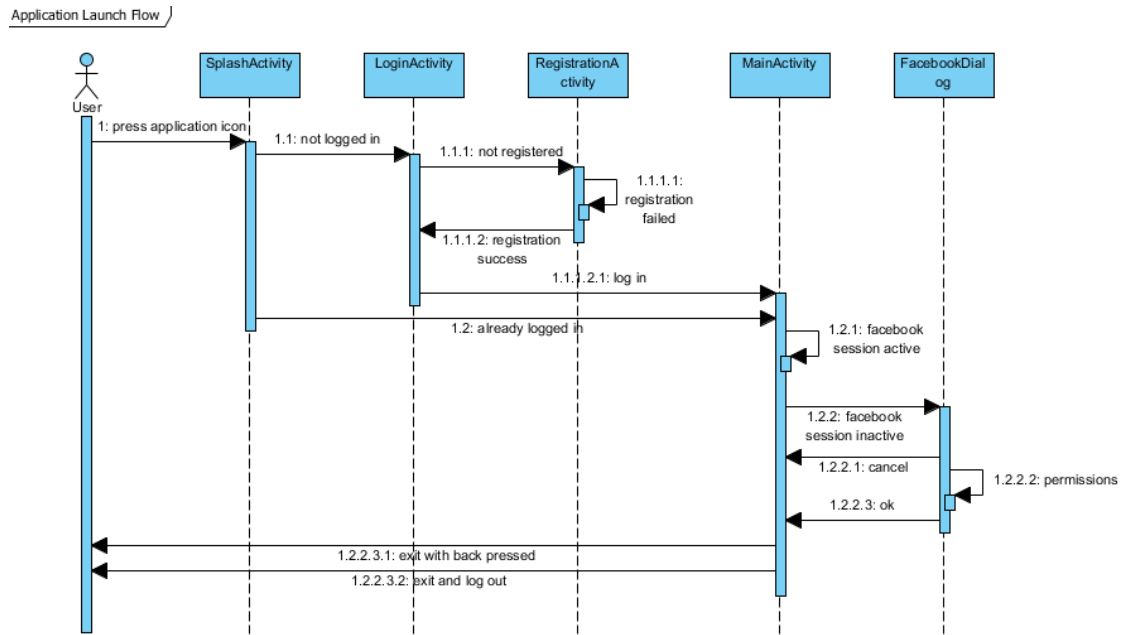 Application Launch Flow
User
SplashActivity
LoginActivity
RegistrationA
ctivity
MainActivity
FacebookDial
og
1: press application icon
1.1: not logged in
1.1.1: not registered
1.1.1.1:
registration
failed
1.1.1.2: registration
success
1.1.1.2.1: log in
1.2: already logged in
1.2.1: facebook
session active
1.2.2: facebook
session inactive
1.2.2.1: cancel
1.2.2.2: permissions
1.2.2.3: ok
1.2.2.3.1: exit with back pressed
1.2.2.3.2: exit and log out